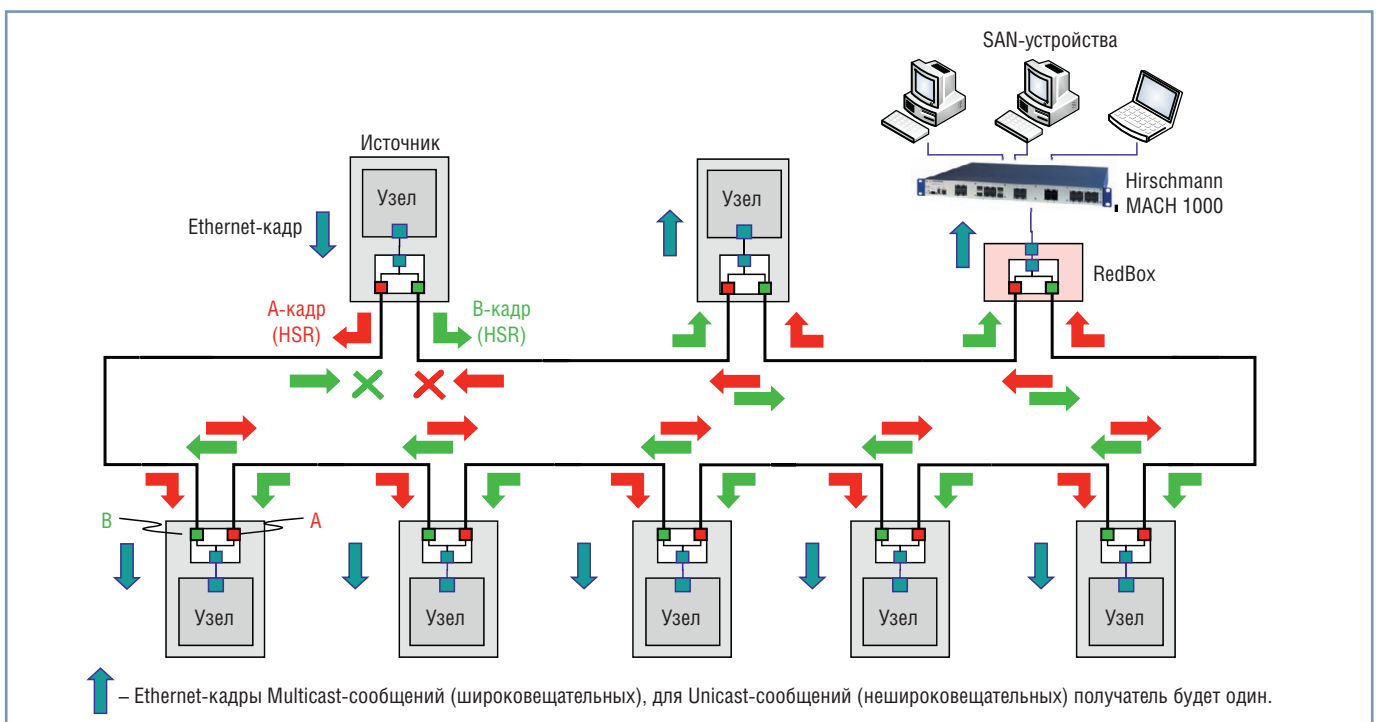 SAN-устройства
Источник
Узел
Узел
Hirschmann
MACH 1000
Ethernet-кадр
RedBox
А-кадр
(HSR)
В-кадр
(HSR)
В
А
Узел
Узел
Узел
Узел
Узел
– Ethernet-кадры Multicast-сообщений (широковещательных), для Unicast-сообщений (нешироковещательных) получатель будет один.